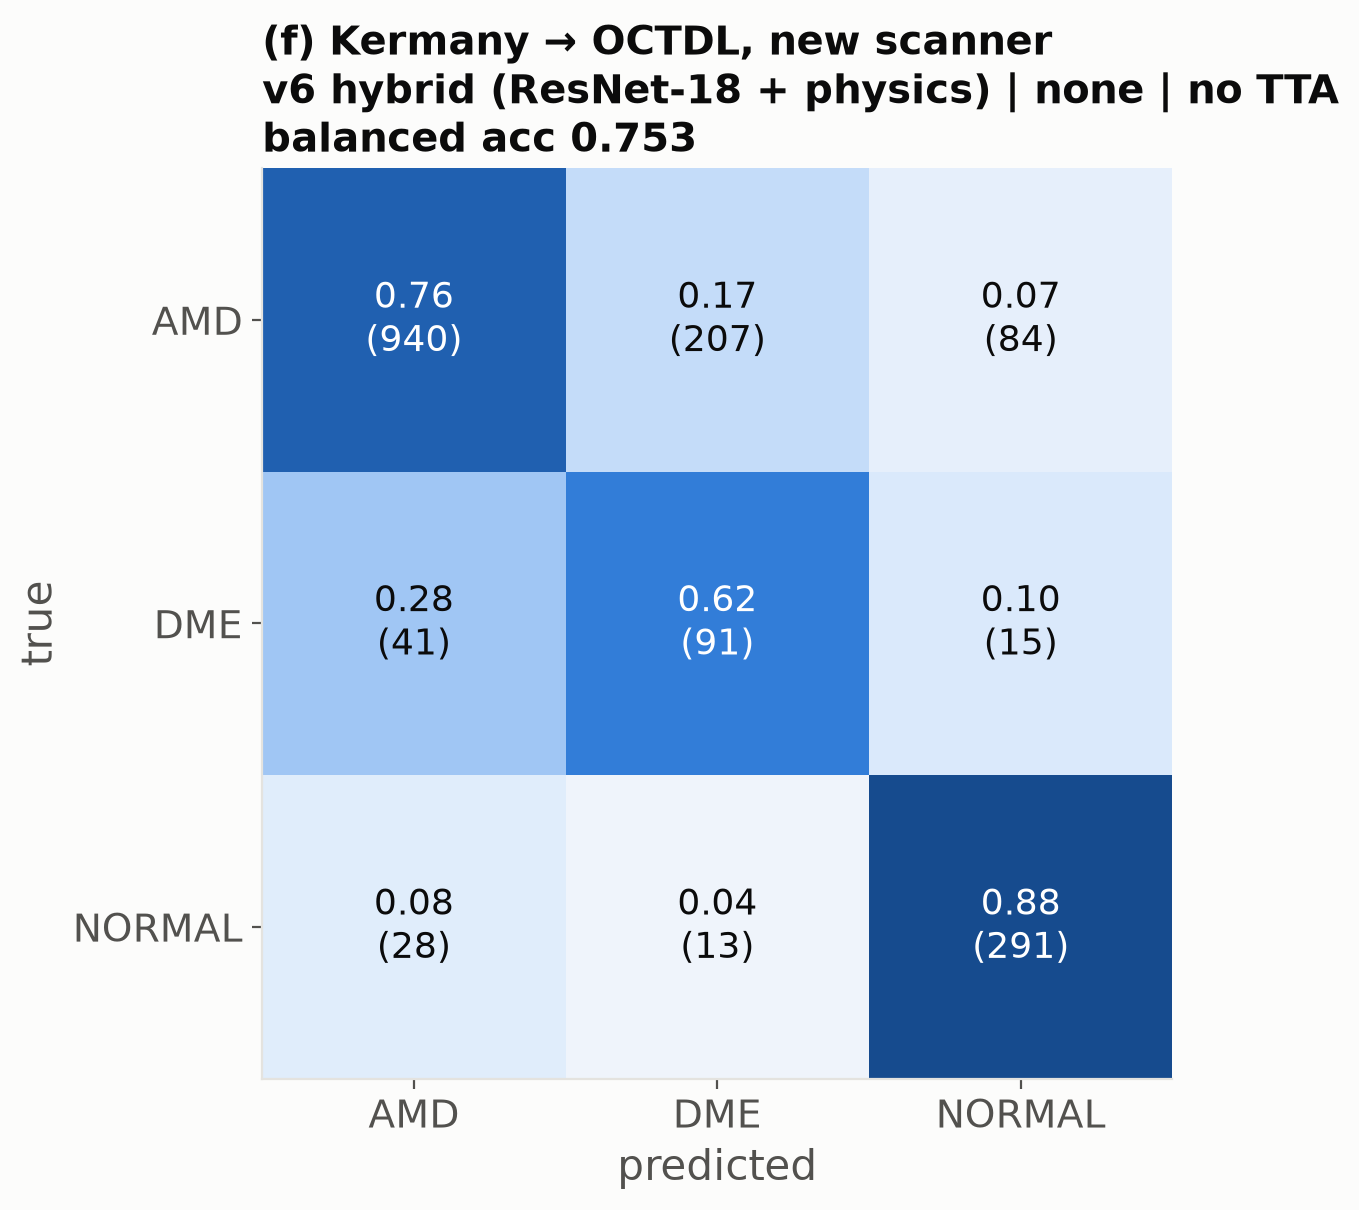 (f) Kermany → OCTDL, new scanner
v6 hybrid (ResNet-18 + physics) | none | no TTA
balanced acc 0.753
true
AMD
0.76
(940)
0.17
(207)
0.07
(84)
DME
0.28
(41)
0.62
(91)
0.10
(15)
NORMAL
0.08
(28)
0.04
(13)
0.88
(291)
AMD
DME
NORMAL
predicted